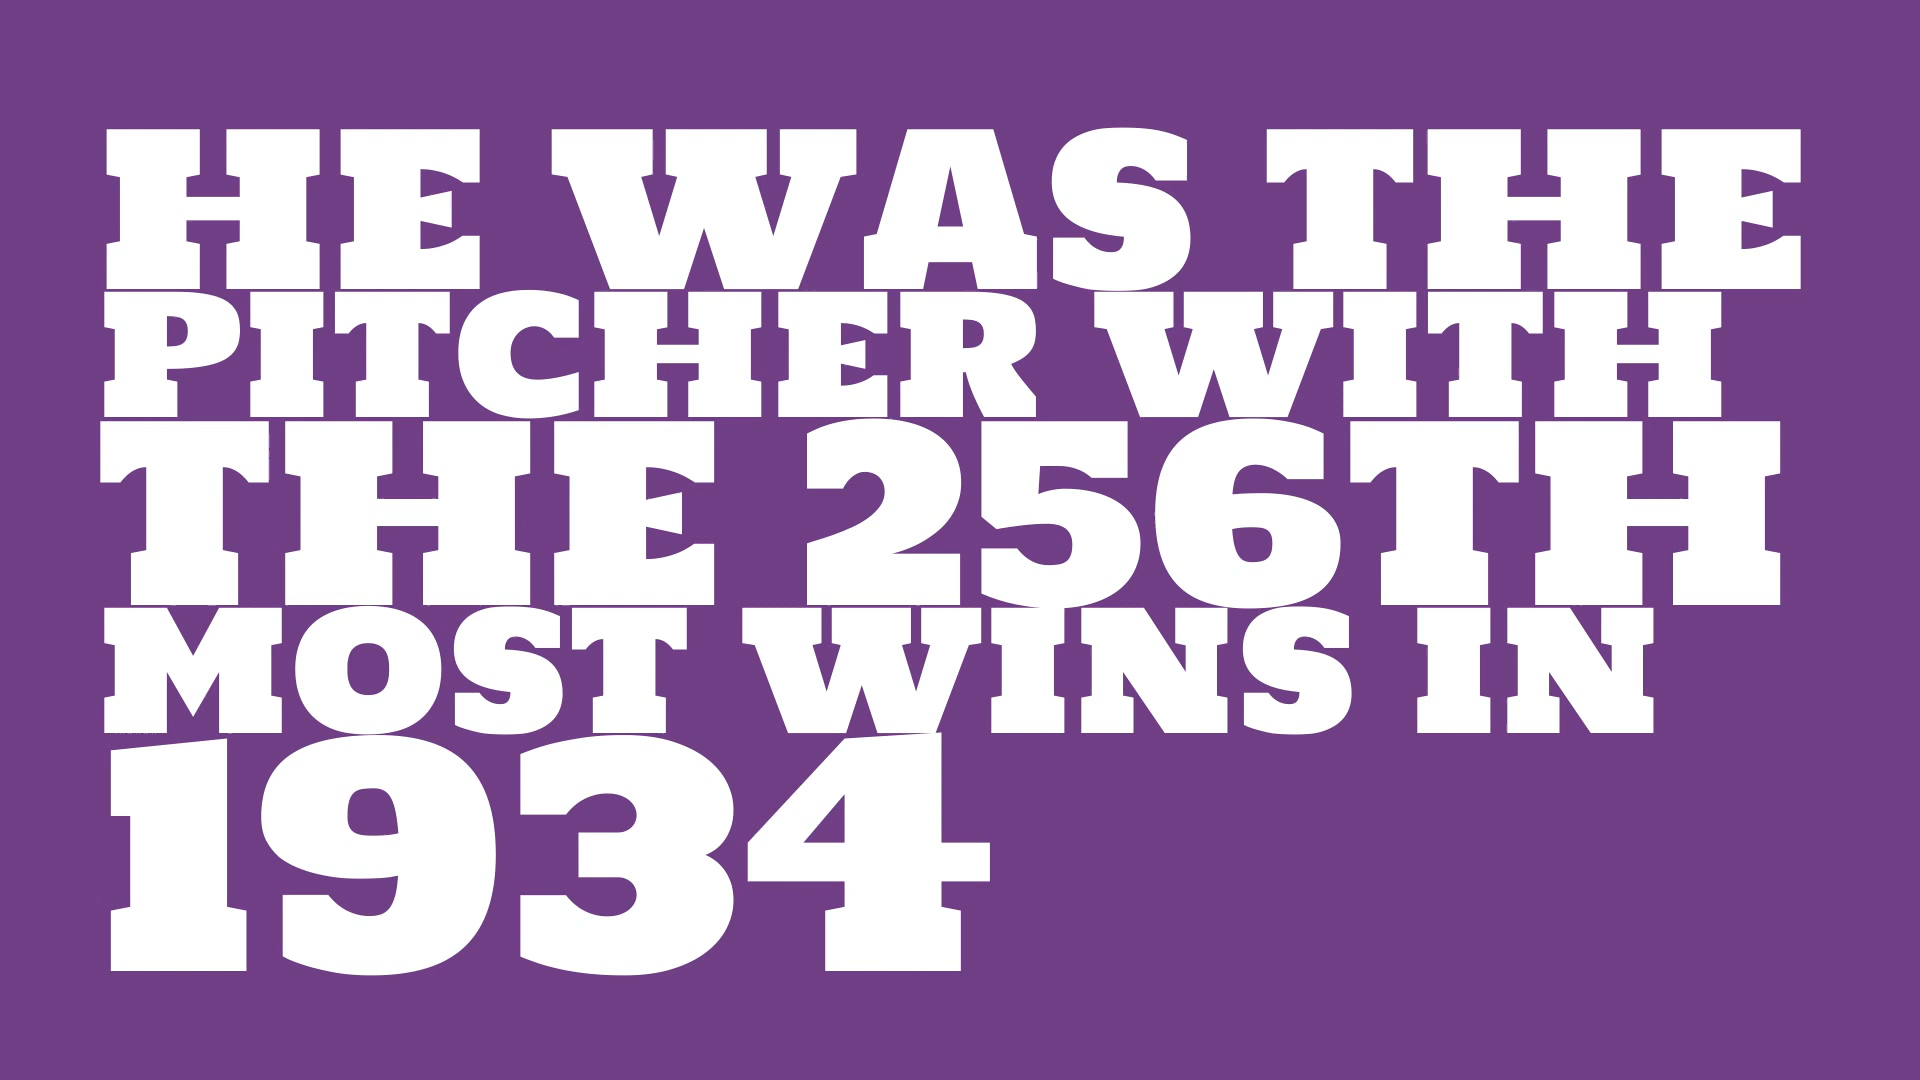 HE WAS THE
PITCHER WITH
THE 256TH
MOST WINS IN
1934